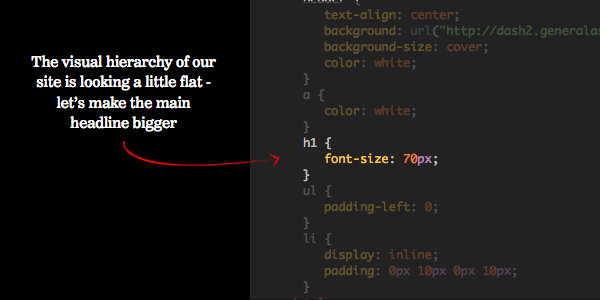 The visual hierarchy of our
site is looking a little flat -
let's make the main
headline bigger
header {
text-align: center;
background: url("http://dash2.generalas
background-size: cover;
color: white;
}
a {
color: white;
}
h1 {
font-size: 70px;
}
ul {
padding-left: 0;
}
li {
display: inline;
padding: 0px 10px 0px 10px;
}